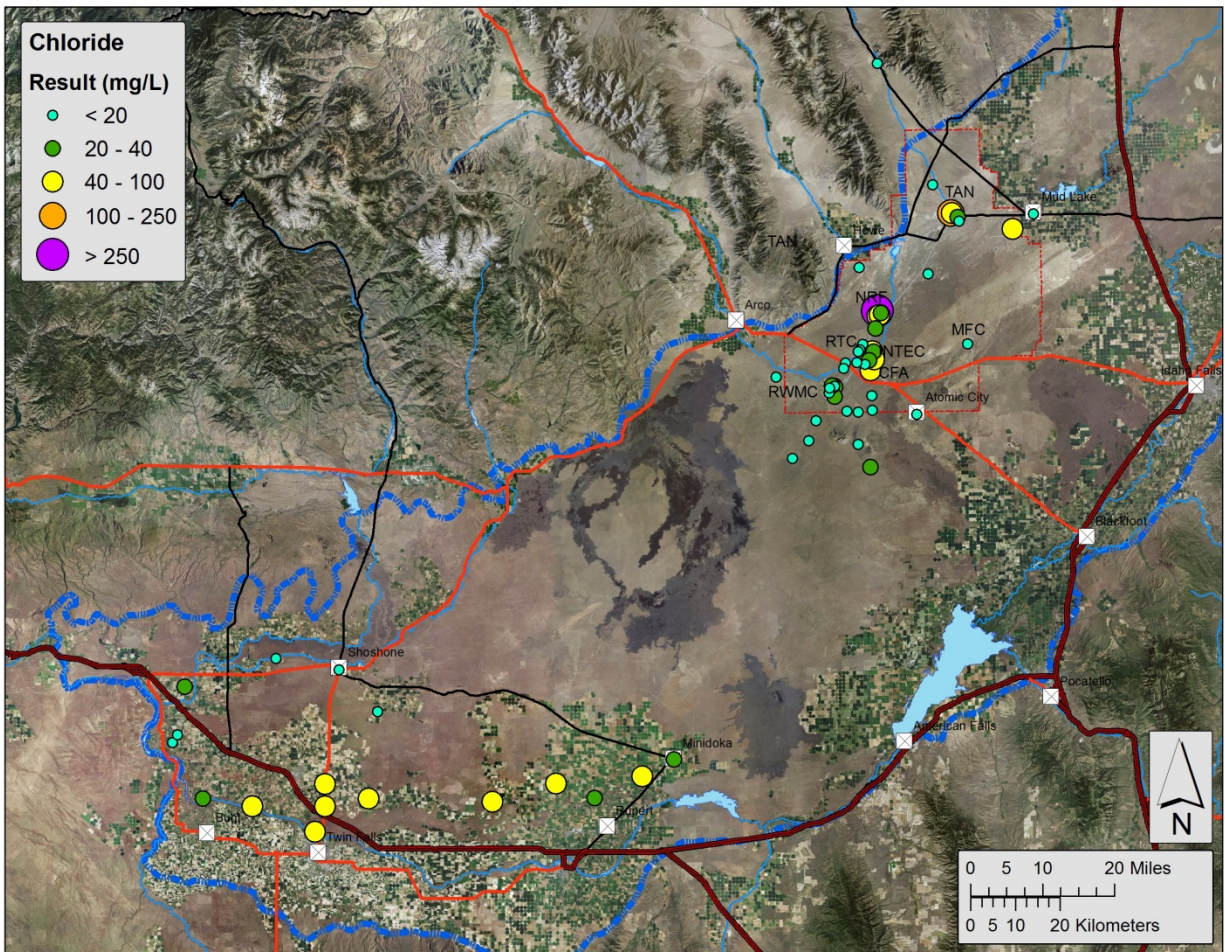 Chloride
Result (mg/L)
< 20
20 - 40
40 - 100
100 - 250
> 250
TAN
Mud Lake
TAN
Howe
NRF
Arco
RTC
MFC
INTEC
CFA
Idaho Falls
RWMC
Atomic City
Blackfoot
Shoshone
Pocatello
American Falls
Minidoka
Rupert
Buhl
Twin Falls
N
0 5 10 20 Miles
0 5 10 20 Kilometers